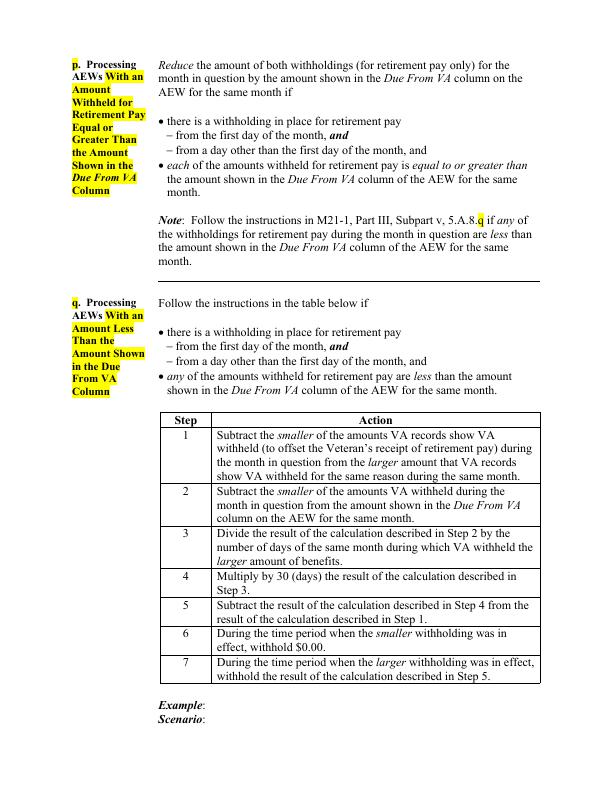 p.  Processing
AEWs With an
Amount
Withheld for
Retirement Pay
Equal or
Greater Than
the Amount
Shown in the
Due From VA
Column
Reduce the amount of both withholdings (for retirement pay only) for the
month in question by the amount shown in the Due From VA column on the
AEW for the same month if
• there is a withholding in place for retirement pay
− from the first day of the month, and
− from a day other than the first day of the month, and
• each of the amounts withheld for retirement pay is equal to or greater than
the amount shown in the Due From VA column of the AEW for the same
month.
Note:  Follow the instructions in M21-1, Part III, Subpart v, 5.A.8.q if any of
the withholdings for retirement pay during the month in question are less than
the amount shown in the Due From VA column of the AEW for the same
month.
q.  Processing
AEWs With an
Amount Less
Than the
Amount Shown
in the Due
From VA
Column
Follow the instructions in the table below if
• there is a withholding in place for retirement pay
− from the first day of the month, and
− from a day other than the first day of the month, and
• any of the amounts withheld for retirement pay are less than the amount
shown in the Due From VA column of the AEW for the same month.
Step Action
1 Subtract the smaller of the amounts VA records show VA
withheld (to offset the Veteran’s receipt of retirement pay) during
the month in question from the larger amount that VA records
show VA withheld for the same reason during the same month.
2 Subtract the smaller of the amounts VA withheld during the
month in question from the amount shown in the Due From VA
column on the AEW for the same month.
3 Divide the result of the calculation described in Step 2 by the
number of days of the same month during which VA withheld the
larger amount of benefits.
4 Multiply by 30 (days) the result of the calculation described in
Step 3.
5 Subtract the result of the calculation described in Step 4 from the
result of the calculation described in Step 1.
6 During the time period when the smaller withholding was in
effect, withhold $0.00.
7 During the time period when the larger withholding was in effect,
withhold the result of the calculation described in Step 5.
Example:
Scenario: